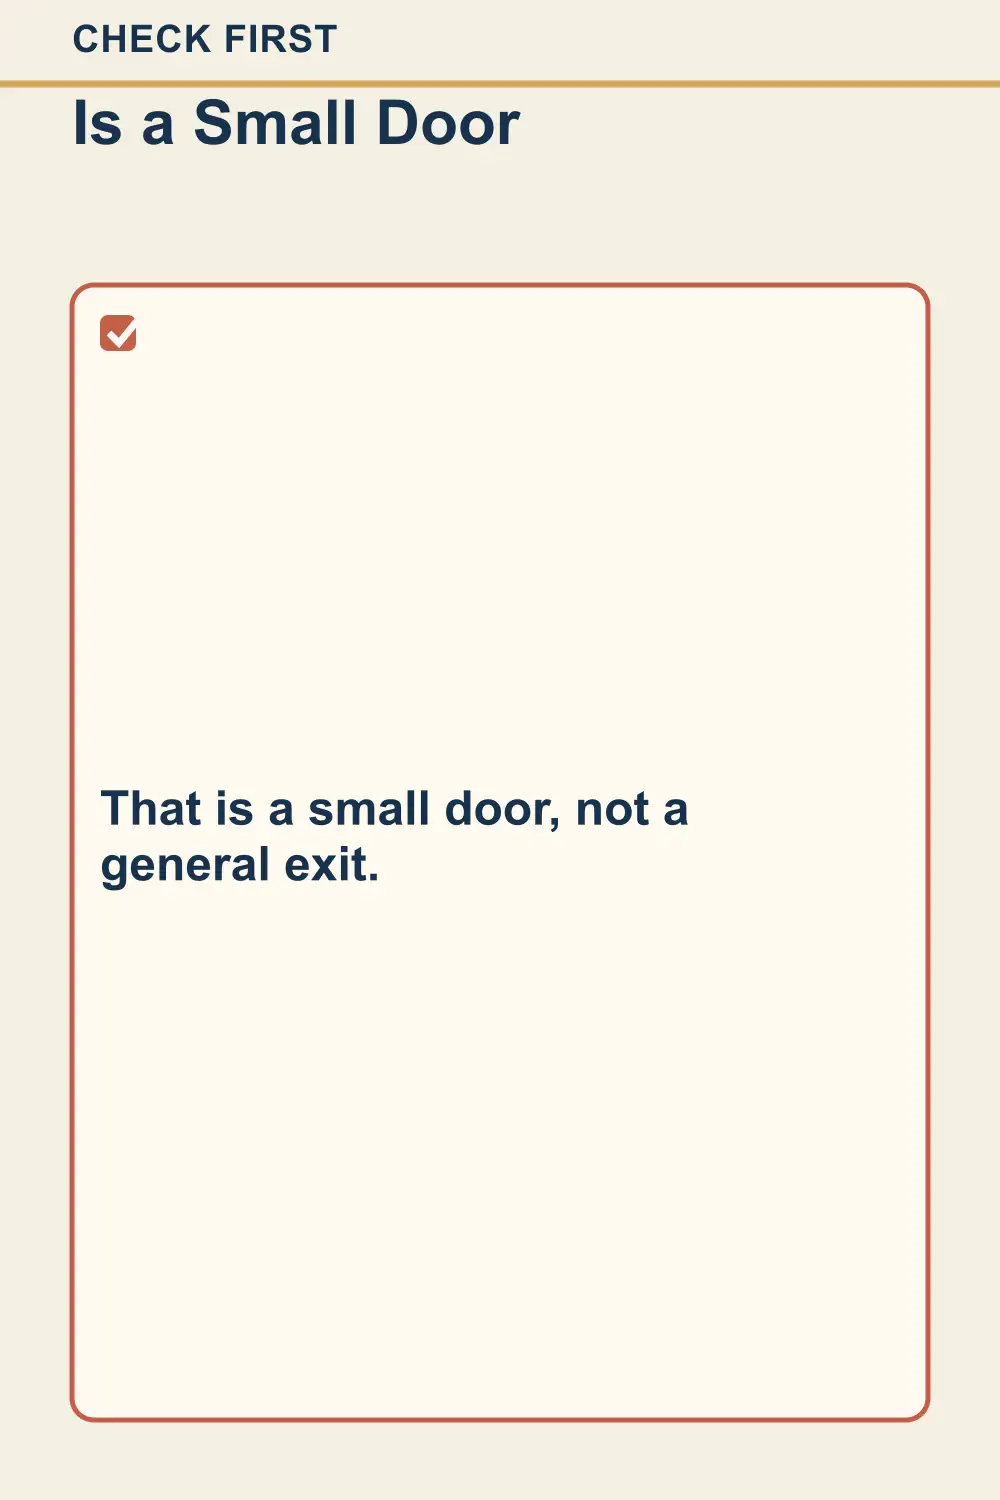 CHECK FIRST
Is a Small Door
That is a small door, not a
general exit.